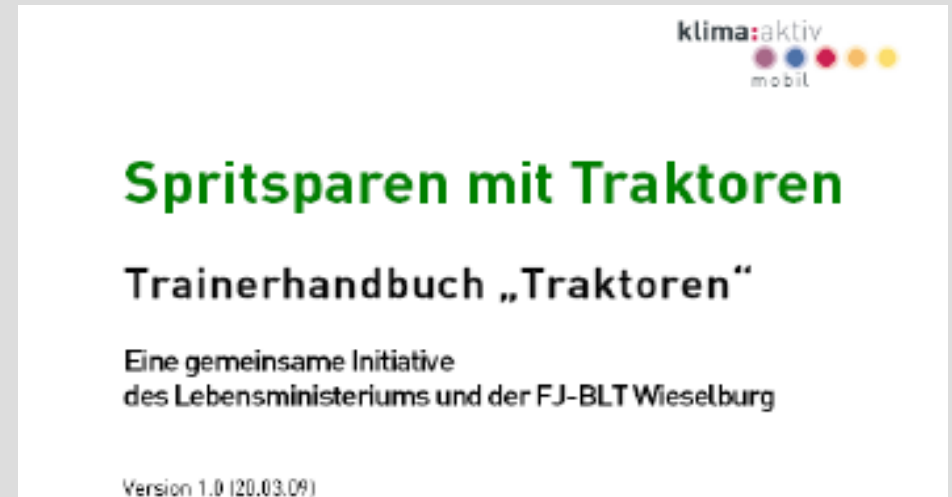 klima:aktiv
mobil
Spritsparen mit Traktoren
Trainerhandbuch „Traktoren“
Eine gemeinsame Initiative
des Lebensministeriums und der FJ-BLT Wieselburg
Version 1.0 (20.03.09)